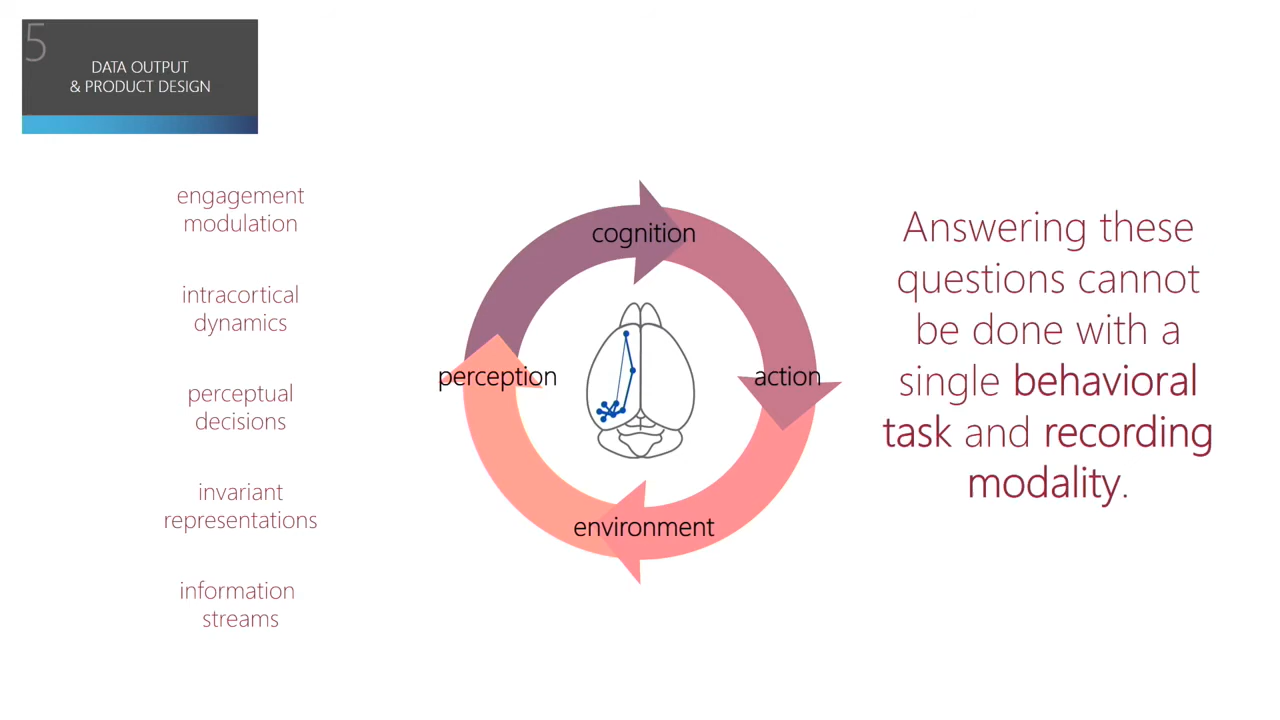 5
DATA OUTPUT
& PRODUCT DESIGN
engagement
modulation
intracortical
dynamics
perceptual
decisions
invariant
representations
information
streams
cognition
perception
action
environment
Answering these
questions cannot
be done with a
single behavioral
task and recording
modality.